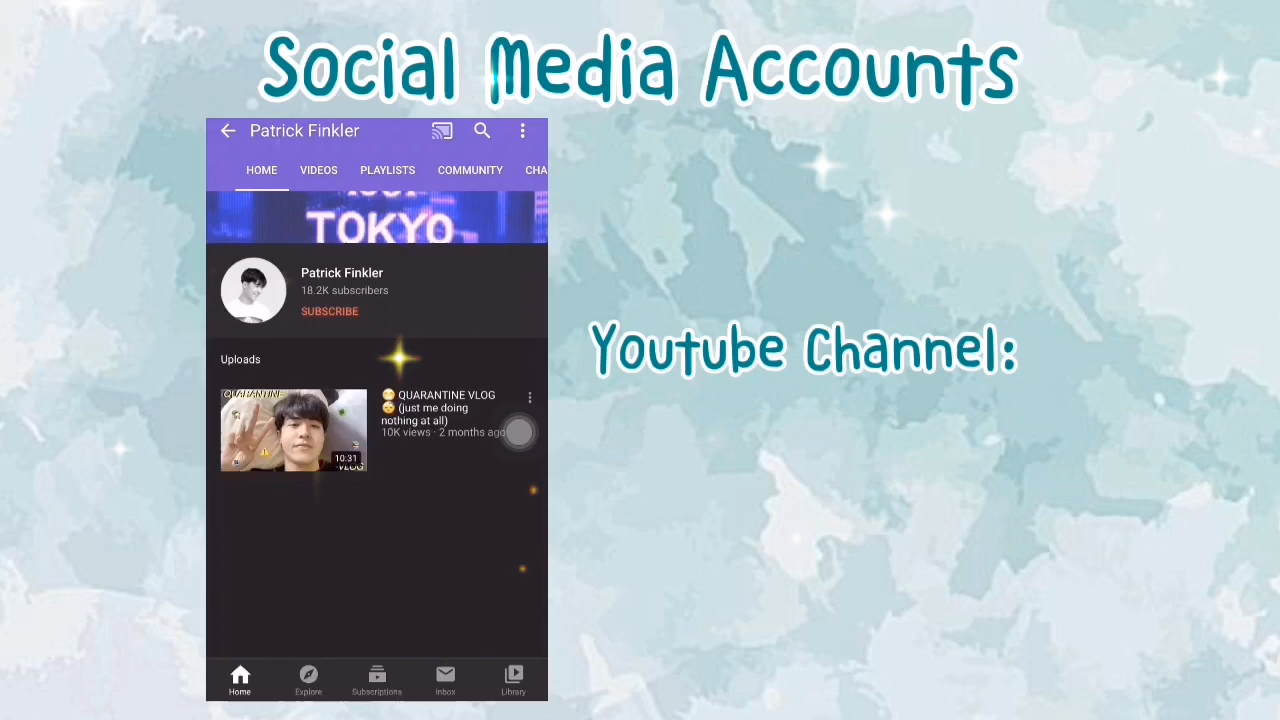 Social Media Accounts
Patrick Finkler
HOME VIDEOS PLAYLISTS COMMUNITY CHA
TOKYO
Patrick Finkler
18.2K subscribers
SUBSCRIBE
Youtube Channel:
Uploads
QUARANTINE
10:31
VLOG
😷 QUARANTINE VLOG
😷 (just me doing
nothing at all)
10K views · 2 months ago
Home Explore Subscriptions Inbox Library